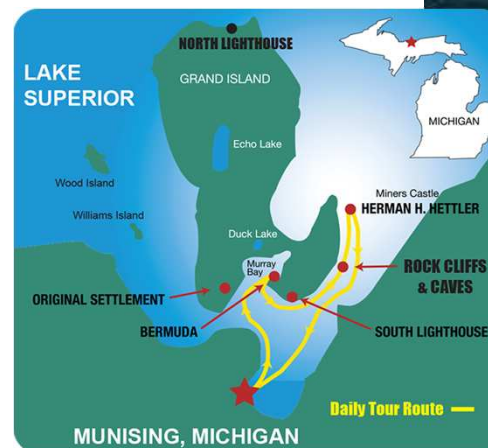 NORTH LIGHTHOUSE
LAKE
SUPERIOR
GRAND ISLAND
MICHIGAN
Echo Lake
Wood Island
Williams Island
Miners Castle
HERMAN H. HETTLER
Duck Lake
Murray
Bay
ROCK CLIFFS
& CAVES
ORIGINAL SETTLEMENT
BERMUDA
SOUTH LIGHTHOUSE
Daily Tour Route
MUNISING, MICHIGAN